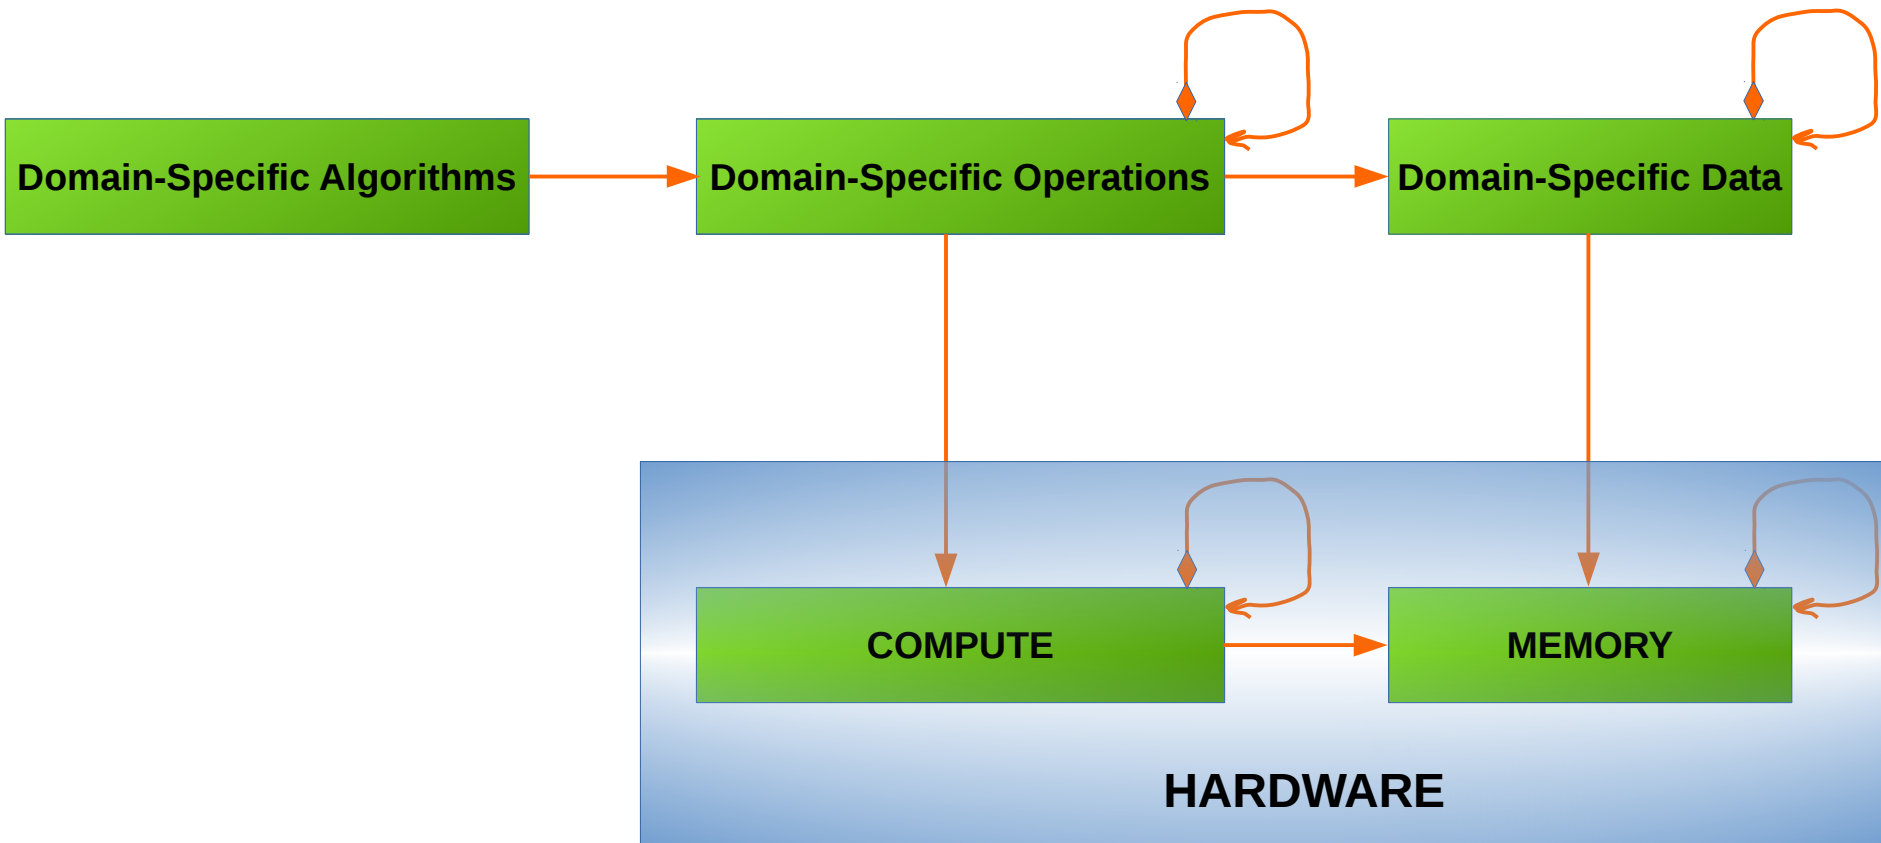 Domain-Specific Algorithms
Domain-Specific Operations
Domain-Specific Data
COMPUTE
MEMORY
HARDWARE